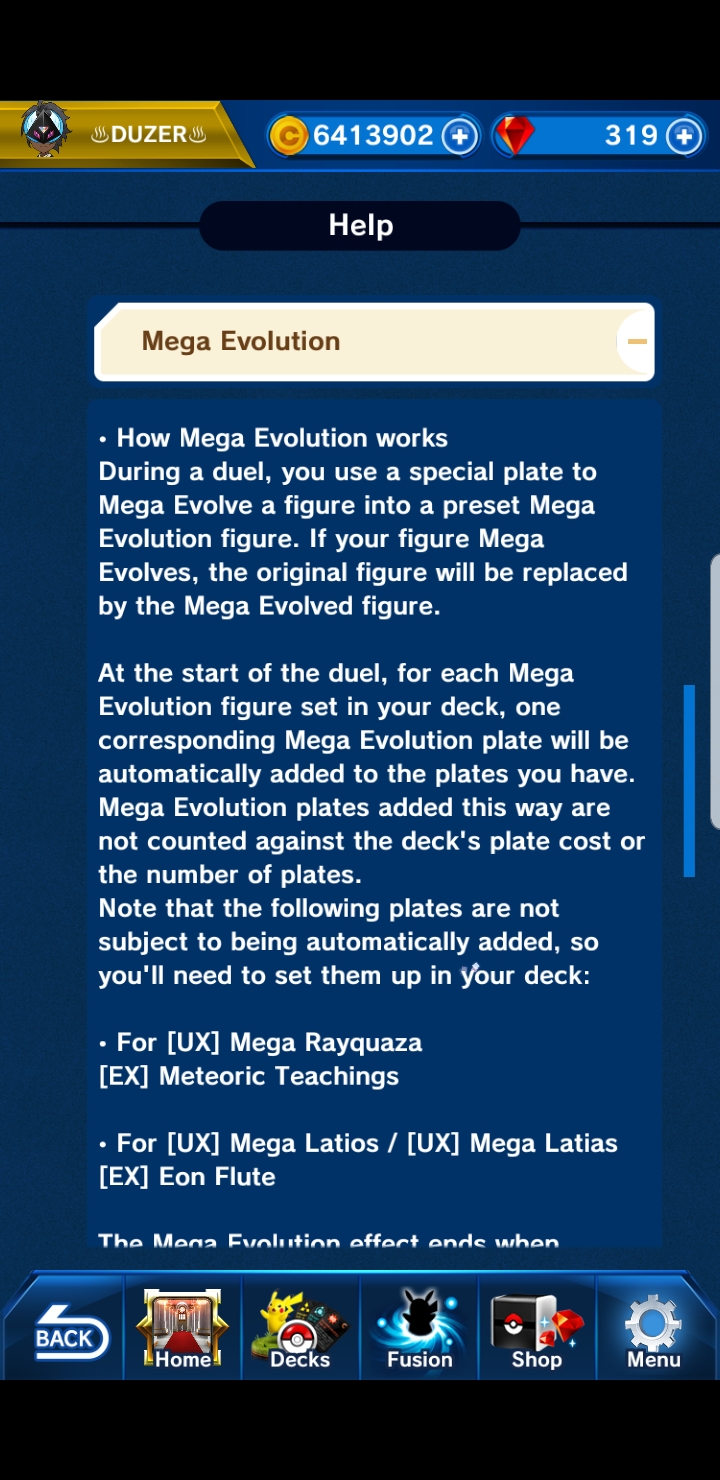 ♨DUZER♨
6413902
319
Help
Mega Evolution
• How Mega Evolution works
During a duel, you use a special plate to
Mega Evolve a figure into a preset Mega
Evolution figure. If your figure Mega
Evolves, the original figure will be replaced
by the Mega Evolved figure.
At the start of the duel, for each Mega
Evolution figure set in your deck, one
corresponding Mega Evolution plate will be
automatically added to the plates you have.
Mega Evolution plates added this way are
not counted against the deck's plate cost or
the number of plates.
Note that the following plates are not
subject to being automatically added, so
you'll need to set them up in your deck:
• For [UX] Mega Rayquaza
[EX] Meteoric Teachings
• For [UX] Mega Latios / [UX] Mega Latias
[EX] Eon Flute
The Mega Evolution effect ends when
BACK
Home
Decks
Fusion
Shop
Menu